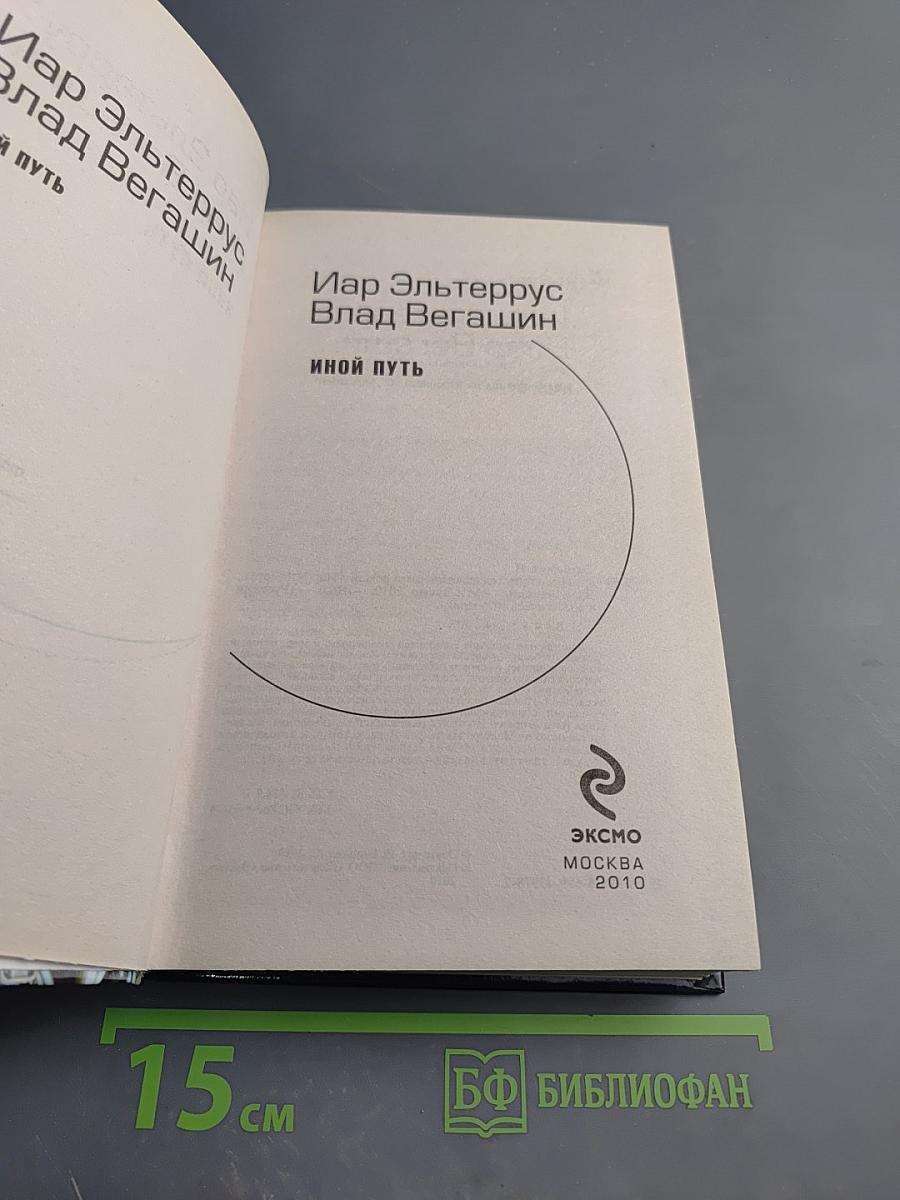 Иар Эльтеррус
Влад Вегашин
й путь
Иар Эльтеррус
Влад Вегашин
иной путь
эксмо
МОСКВА
2010
15 см
БФ БИБЛИОФАН